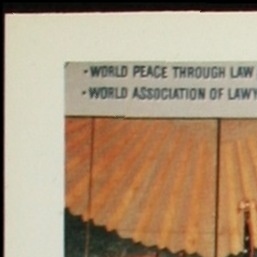 -WORLD PEACE THROUGH LAW
-WORLD ASSOCIATION OF LAWY